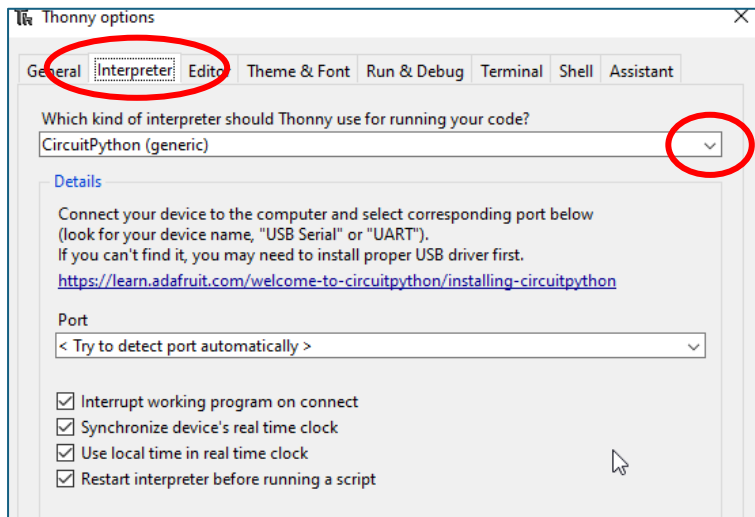 Thonny options
General Interpreter Editor Theme & Font Run & Debug Terminal Shell Assistant
Which kind of interpreter should Thonny use for running your code?
CircuitPython (generic)
Details
Connect your device to the computer and select corresponding port below
(look for your device name, "USB Serial" or "UART").
If you can't find it, you may need to install proper USB driver first.
https://learn.adafruit.com/welcome-to-circuitpython/installing-circuitpython
Port
< Try to detect port automatically >
Interrupt working program on connect
Synchronize device's real time clock
Use local time in real time clock
Restart interpreter before running a script